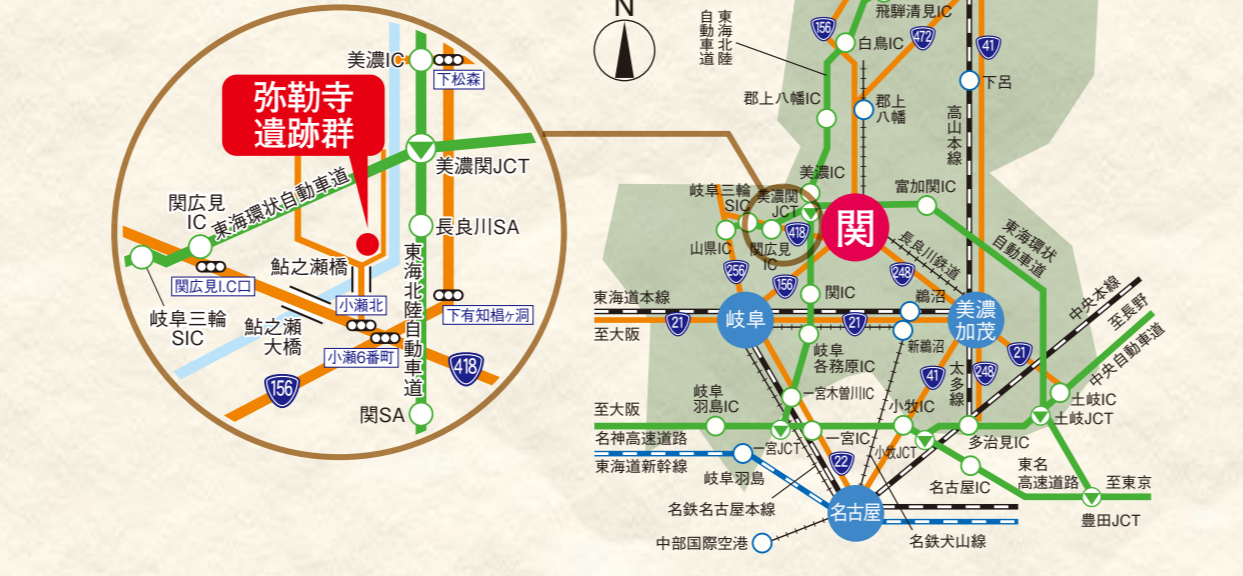 美濃IC
下松森
弥勒寺
遺跡群
美濃関JCT
関広見
IC
東海環状自動車道
長良川SA
鮎之瀬橋
関広見I.C口
小瀬北
下有知椙ヶ洞
岐阜三輪
SIC
鮎之瀬
大橋
小瀬6番町
東海北陸自動車道
156
418
関SA
N
東海北陸
自動車道
飛騨清見IC
156
白鳥IC
472
41
下呂
郡上八幡IC
郡上
八幡
高山本線
美濃IC
岐阜三輪
SIC
美濃関
JCT
富加関IC
関
418
山県IC
関広見
IC
長良川鉄道
東海環状
自動車道
256
156
248
関IC
東海道本線
鵜沼
中央本線
至長野
21
岐阜
21
美濃
加茂
至大阪
新鵜沼
21
中央自動車道
岐阜
各務原IC
41
太多線
248
岐阜
羽島IC
一宮木曽川IC
土岐IC
至大阪
小牧IC
土岐JCT
名神高速道路
一宮JCT
一宮IC
小牧JCT
多治見IC
東海道新幹線
22
岐阜羽島
名古屋IC
東名
高速道路
至東京
名鉄名古屋本線
名古屋
豊田JCT
中部国際空港
名鉄犬山線